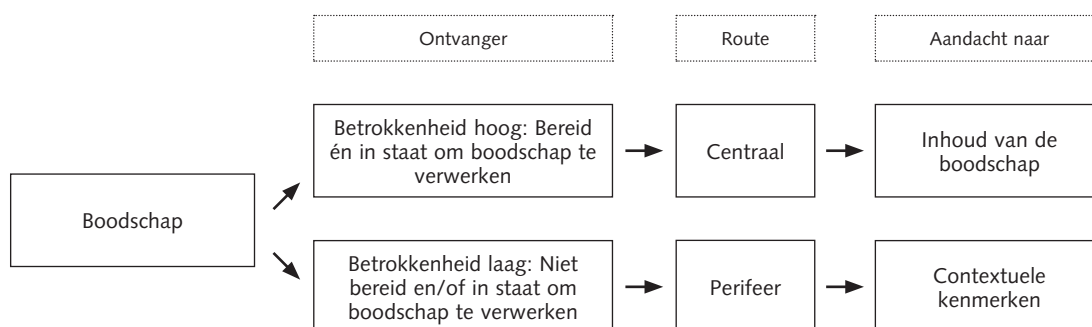 Ontvanger
Route
Aandacht naar
Betrokkenheid hoog: Bereid
én in staat om boodschap te
verwerken
Centraal
Inhoud van de
boodschap
Boodschap
Betrokkenheid laag: Niet
bereid en/of in staat om
boodschap te verwerken
Perifeer
Contextuele
kenmerken